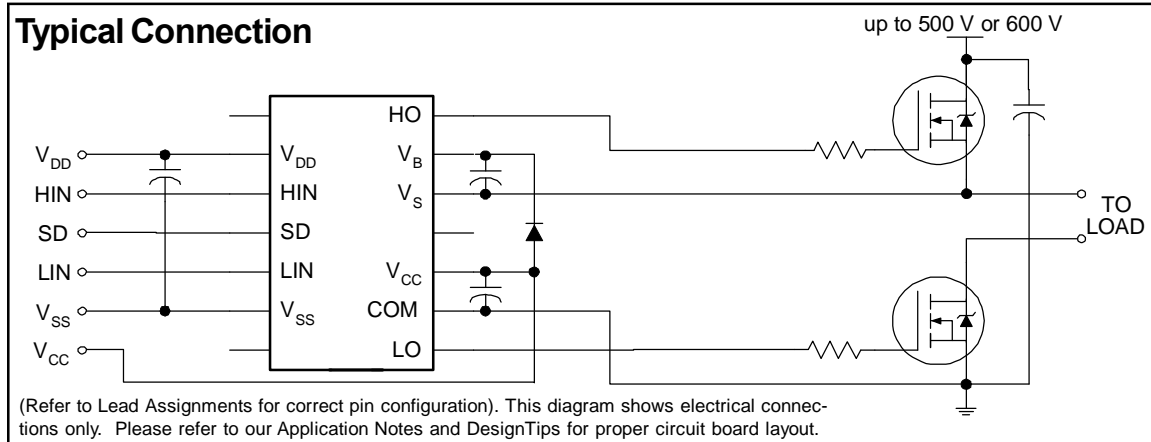 Typical Connection
up to 500 V or 600 V
HO
V_DD
V_DD
V_B
HIN
HIN
V_S
TO
LOAD
SD
SD
LIN
LIN
V_CC
V_SS
V_SS
COM
V_CC
LO
(Refer to Lead Assignments for correct pin configuration). This diagram shows electrical connec-
tions only. Please refer to our Application Notes and DesignTips for proper circuit board layout.